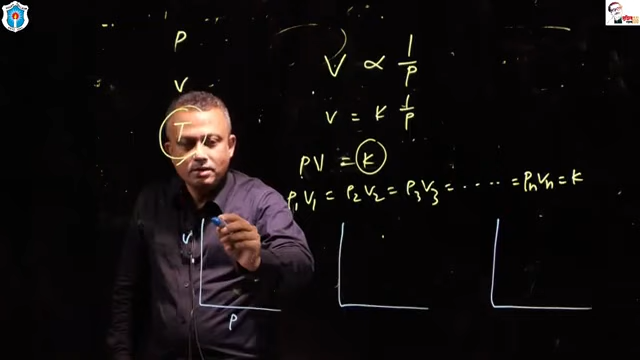 P
V
T
V ∝ 1/P
V = K 1/P
PV = K
P₁V₁ = P₂V₂ = P₃V₃ = ..... = PₙVₙ = K
V
P